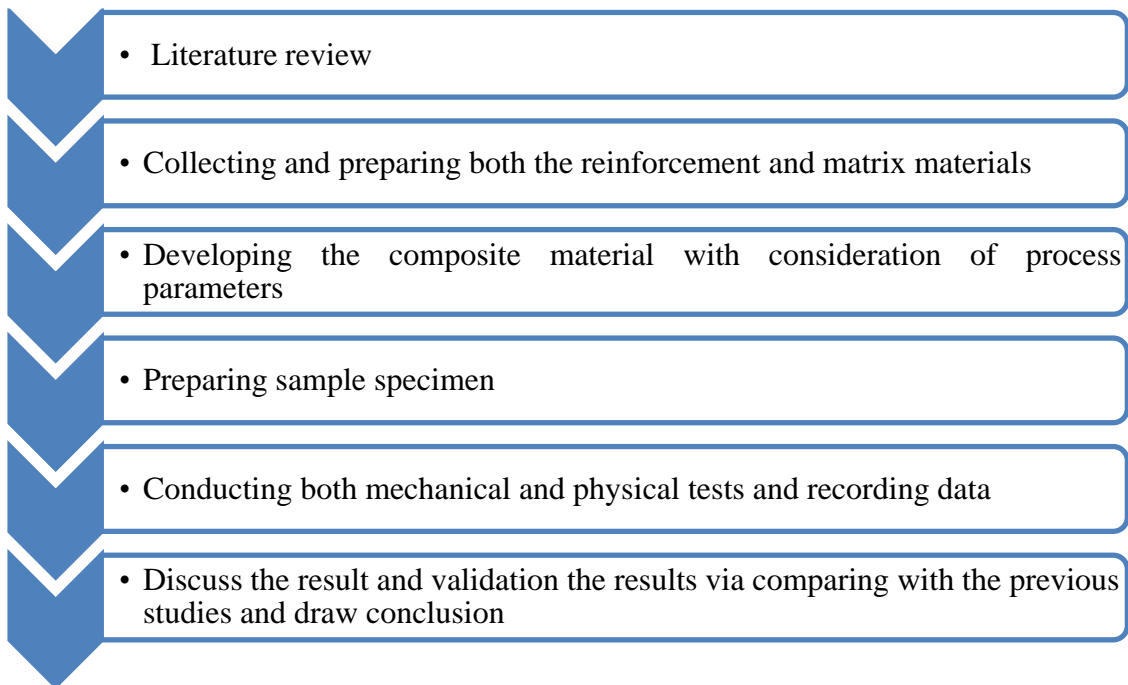 • Literature review
• Collecting and preparing both the reinforcement and matrix materials
• Developing the composite material with consideration of process
parameters
• Preparing sample specimen
• Conducting both mechanical and physical tests and recording data
• Discuss the result and validation the results via comparing with the previous
studies and draw conclusion